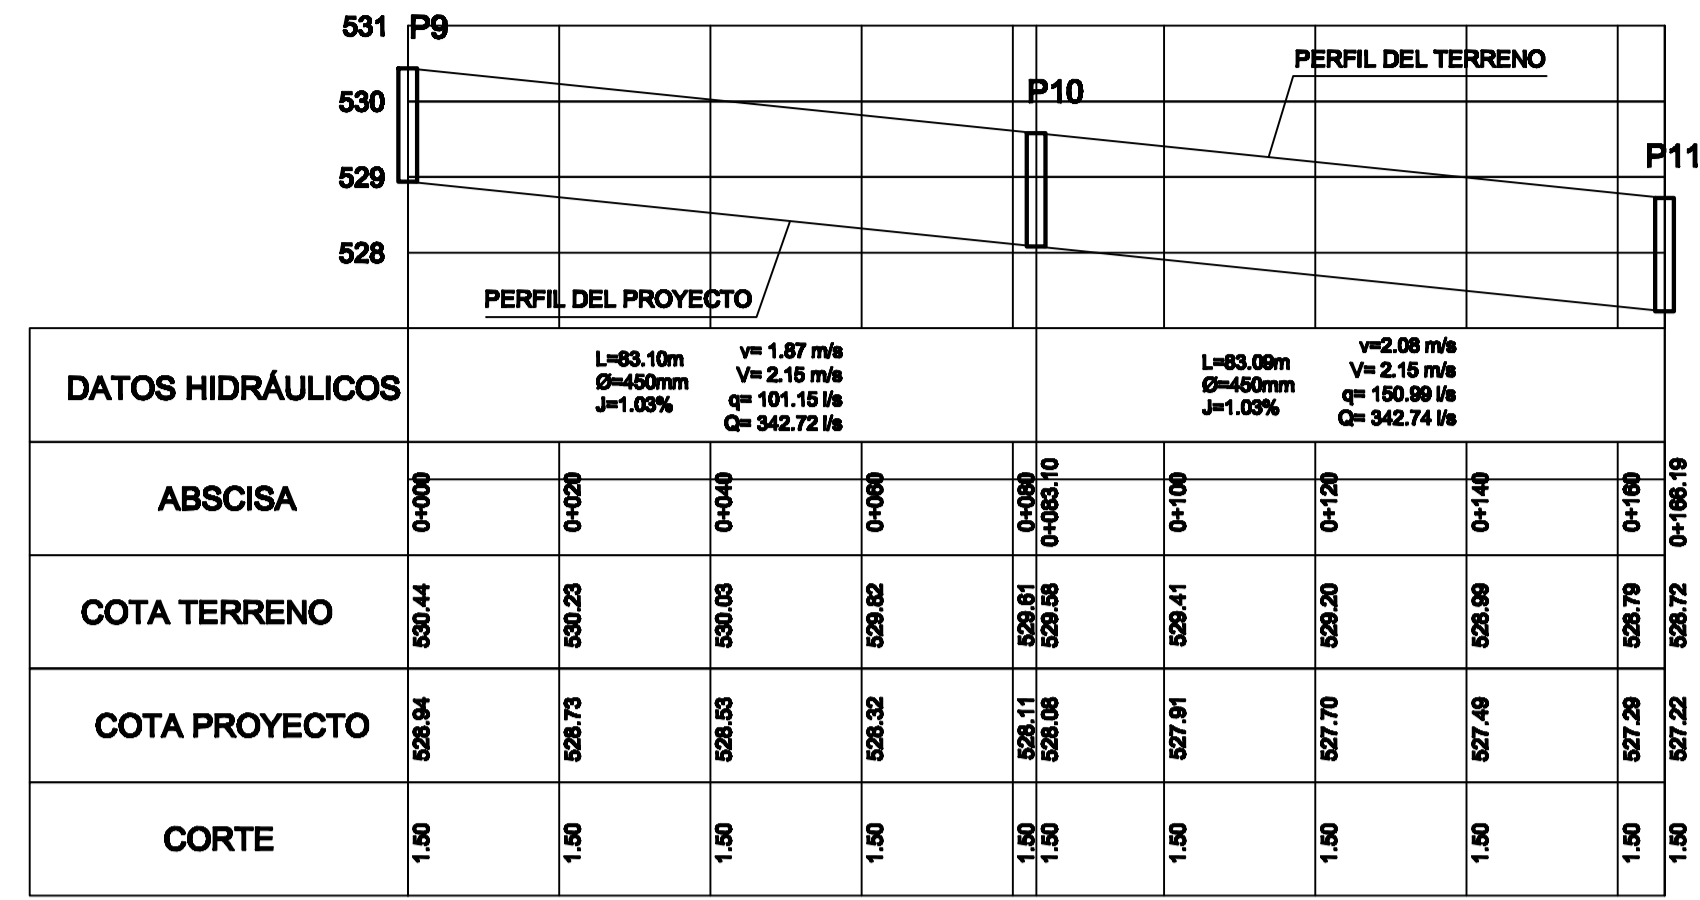 531 P9
PERFIL DEL TERRENO
530
P10
529
P11
528
PERFIL DEL PROYECTO
DATOS HIDRÁULICOS
L=83.10m
Ø=450mm
J=1.03%
v= 1.87 m/s
V= 2.15 m/s
q= 101.15 l/s
Q= 342.72 l/s
L=83.09m
Ø=450mm
J=1.03%
v=2.08 m/s
V= 2.15 m/s
q= 150.99 l/s
Q= 342.74 l/s
ABSCISA
0+000
0+020
0+040
0+060
0+080
0+083.10
0+100
0+120
0+140
0+160
0+166.19
COTA TERRENO
530.44
530.23
530.03
529.82
529.61
529.58
529.41
529.20
528.99
528.79
528.72
COTA PROYECTO
528.94
528.73
528.53
528.32
528.11
528.08
527.91
527.70
527.49
527.29
527.22
CORTE
1.50
1.50
1.50
1.50
1.50
1.50
1.50
1.50
1.50
1.50
1.50